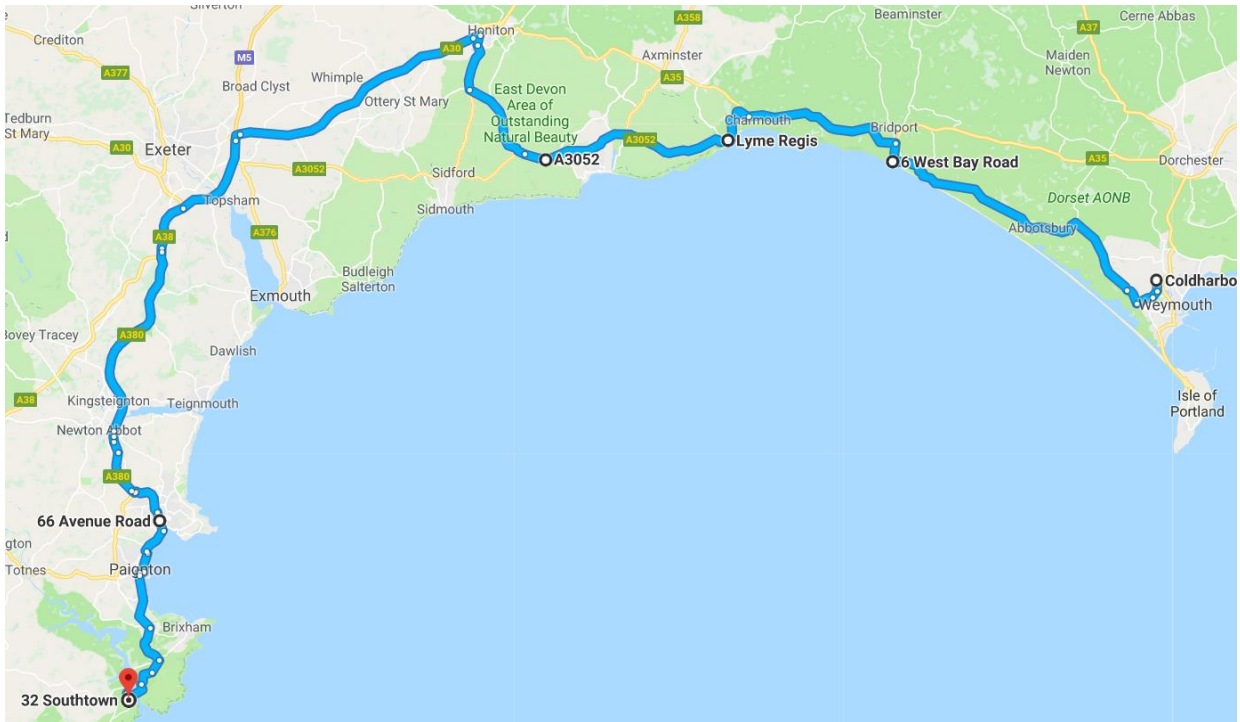 Silverton
A358
Beaminster
Cerne Abbas
Crediton
Honiton
A37
A30
M5
Axminster
Maiden
Newton
A377
Whimple
A35
Broad Clyst
Ottery St Mary
East Devon
Area of
Outstanding
Natural Beauty
Tedburn
St Mary
Charmouth
Bridport
A30
Exeter
A3052
Lyme Regis
A3052
A3052
6 West Bay Road
A35
Dorchester
Sidford
Topsham
Sidmouth
Dorset AONB
A38
A376
Abbotsbury
Budleigh
Salterton
Coldharbo
Exmouth
Weymouth
Bovey Tracey
A380
Dawlish
A38
Kingsteignton
Teignmouth
Isle of
Portland
Newton Abbot
A380
66 Avenue Road
gton
Totnes
Paignton
Brixham
32 Southtown